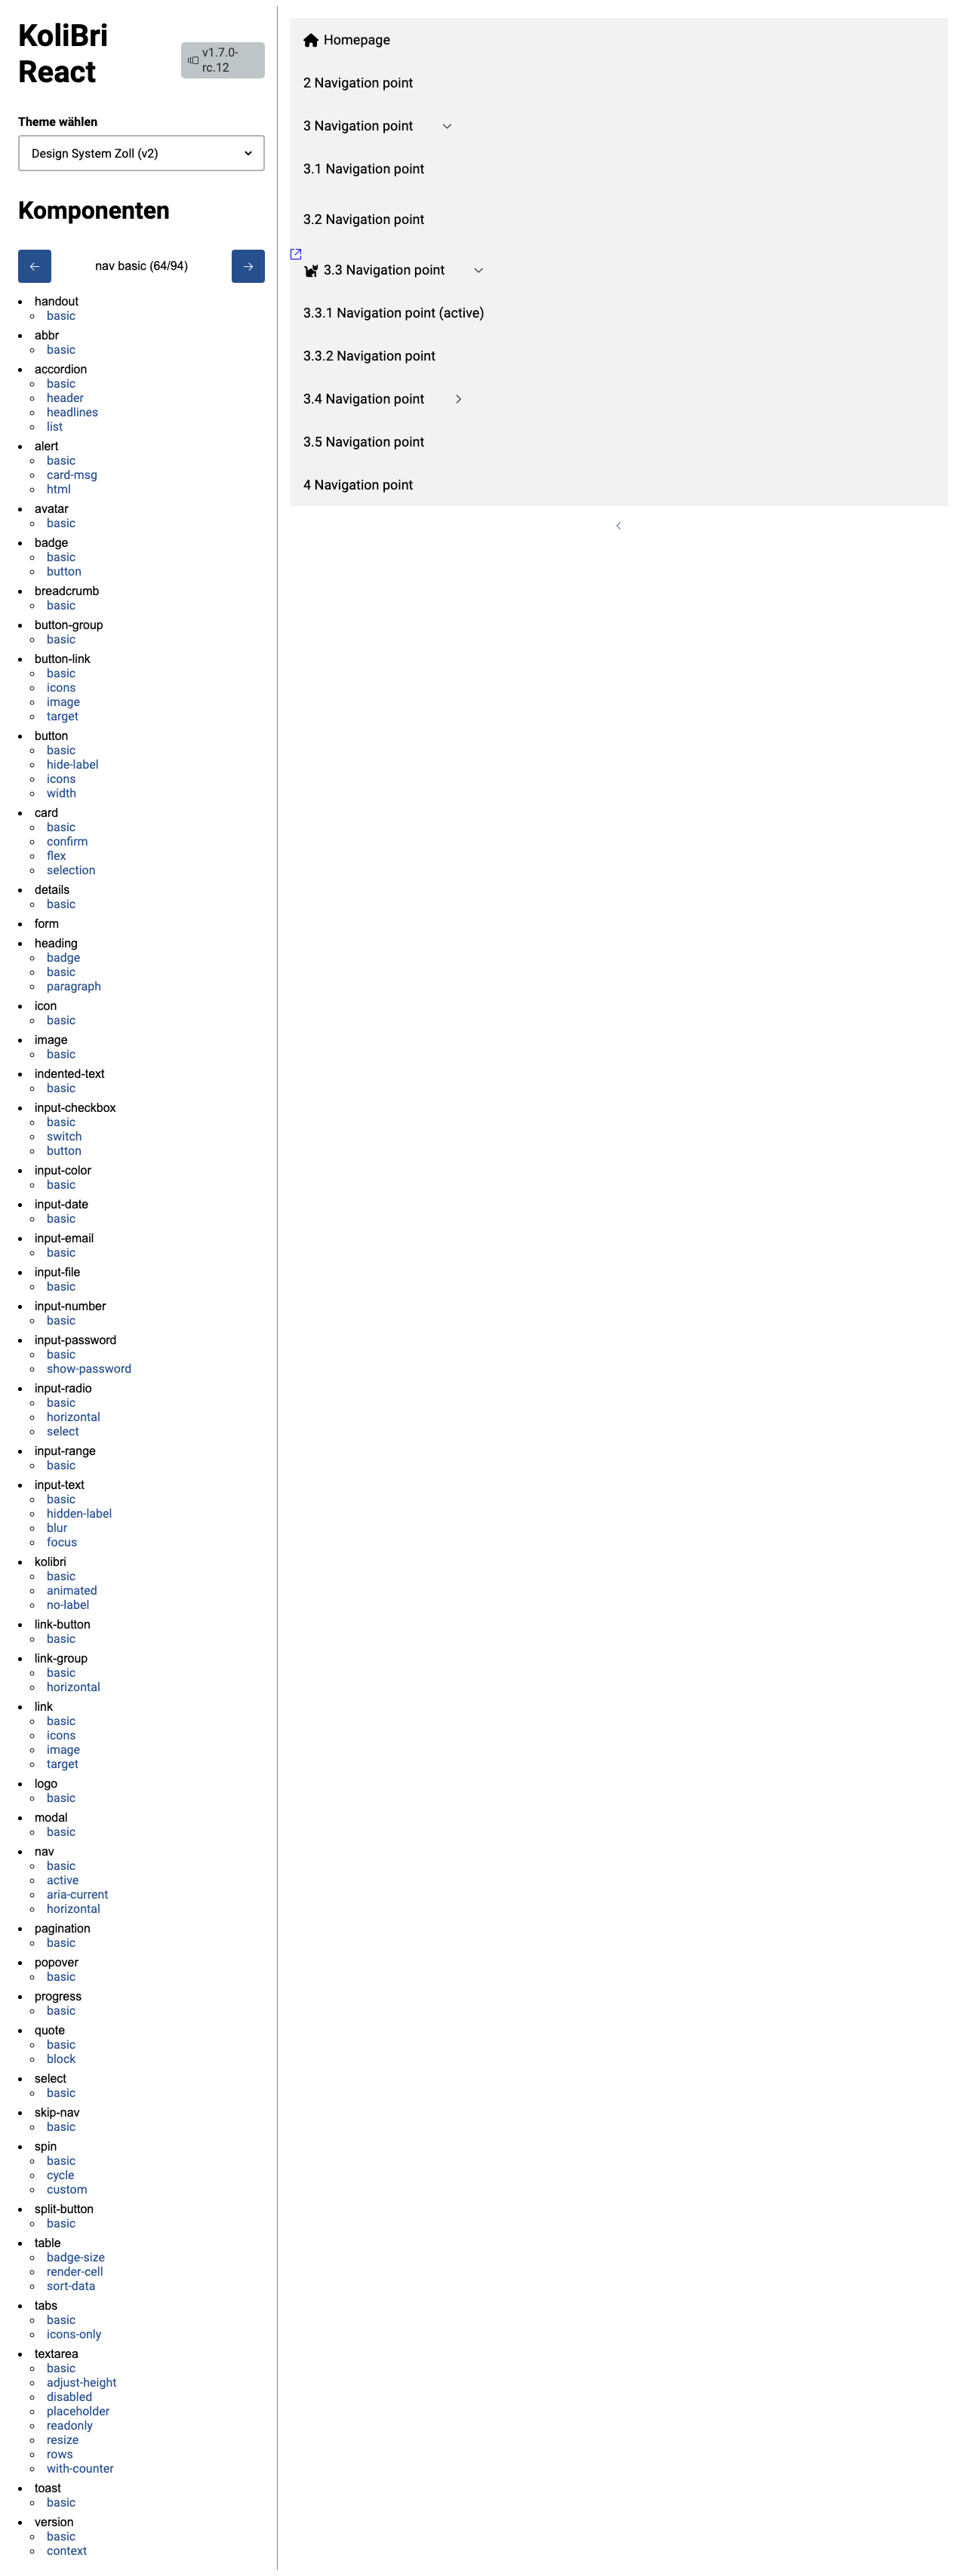 KoliBri
React
v1.7.0-
rc.12
Theme wählen
Design System Zoll (v2)
Komponenten
nav basic (64/94)
handout
basic
abbr
basic
accordion
basic
header
headlines
list
alert
basic
card-msg
html
avatar
basic
badge
basic
button
breadcrumb
basic
button-group
basic
button-link
basic
icons
image
target
button
basic
hide-label
icons
width
card
basic
confirm
flex
selection
details
basic
form
heading
badge
basic
paragraph
icon
basic
image
basic
indented-text
basic
input-checkbox
basic
switch
button
input-color
basic
input-date
basic
input-email
basic
input-file
basic
input-number
basic
input-password
basic
show-password
input-radio
basic
horizontal
select
input-range
basic
input-text
basic
hidden-label
blur
focus
kolibri
basic
animated
no-label
link-button
basic
link-group
basic
horizontal
link
basic
icons
image
target
logo
basic
modal
basic
nav
basic
active
aria-current
horizontal
pagination
basic
popover
basic
progress
basic
quote
basic
block
select
basic
skip-nav
basic
spin
basic
cycle
custom
split-button
basic
table
badge-size
render-cell
sort-data
tabs
basic
icons-only
textarea
basic
adjust-height
disabled
placeholder
readonly
resize
rows
with-counter
toast
basic
version
basic
context
Homepage
2 Navigation point
3 Navigation point
3.1 Navigation point
3.2 Navigation point
3.3 Navigation point
3.3.1 Navigation point (active)
3.3.2 Navigation point
3.4 Navigation point
3.5 Navigation point
4 Navigation point